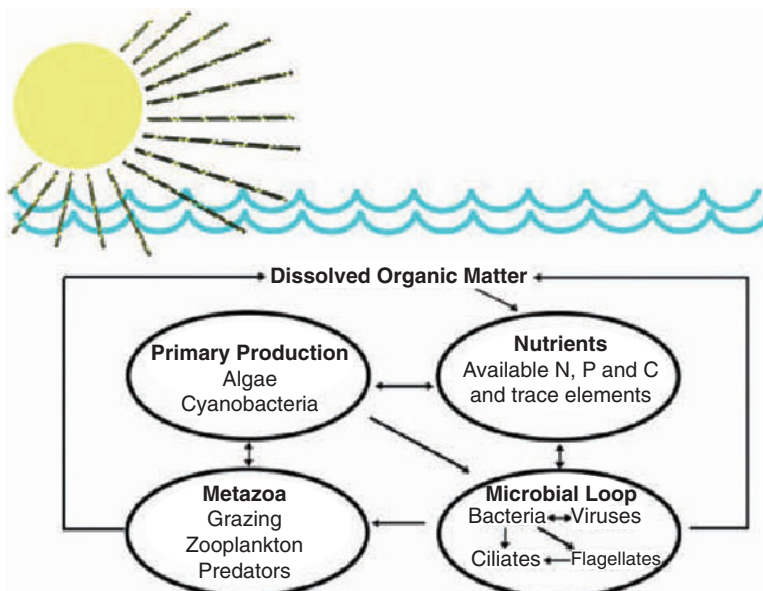 Dissolved Organic Matter
Primary Production
Algae
Cyanobacteria
Nutrients
Available N, P and C
and trace elements
Metazoa
Grazing
Zooplankton
Predators
Microbial Loop
Bacteria Viruses
Ciliates Flagellates